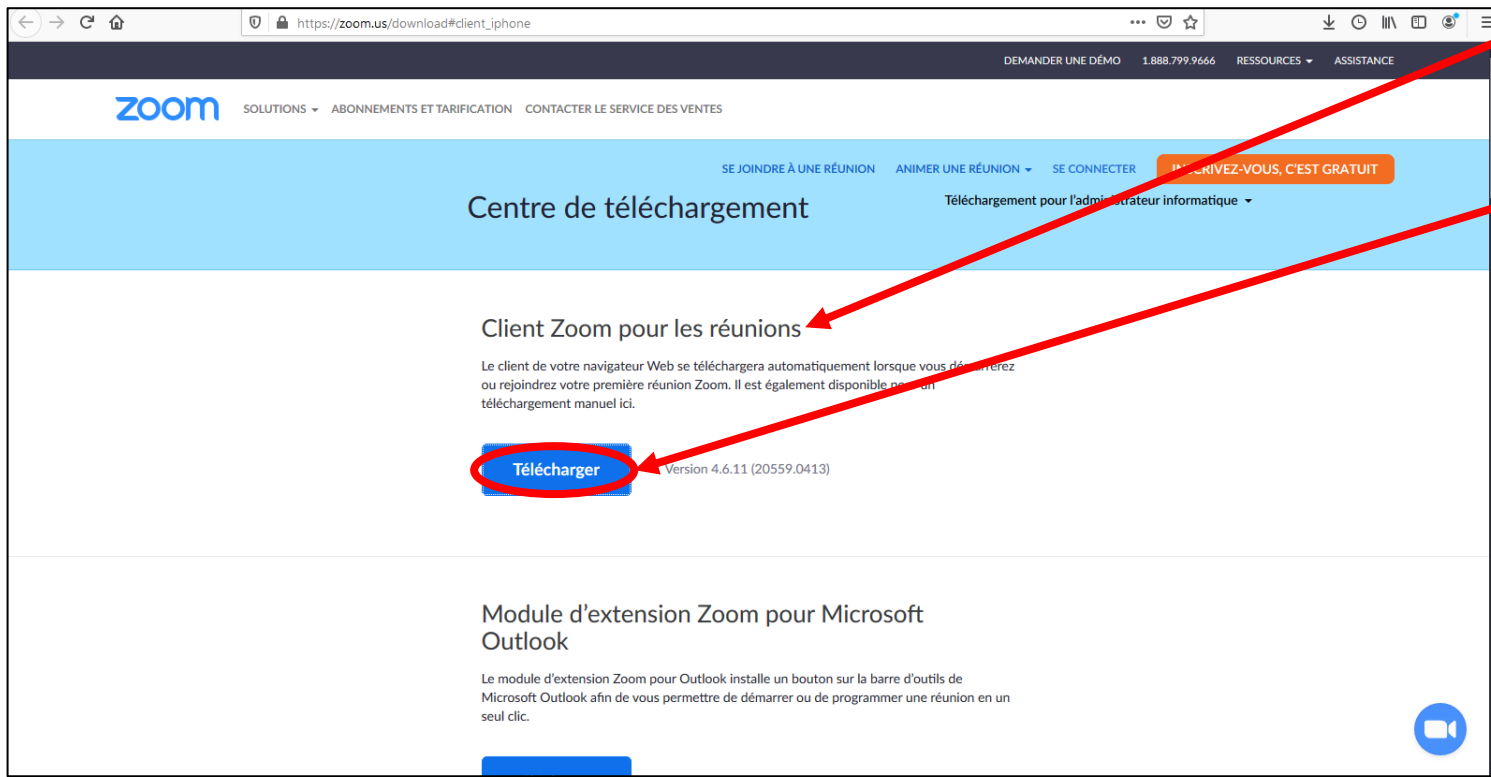 https://zoom.us/download#client_iphone
DEMANDER UNE DÉMO 1.888.799.9666 RESSOURCES ASSISTANCE
zoom SOLUTIONS ABONNEMENTS ET TARIFICATION CONTACTER LE SERVICE DES VENTES
SE JOINDRE À UNE RÉUNION ANIMER UNE RÉUNION SE CONNECTER INSCRIVEZ-VOUS, C'EST GRATUIT
Centre de téléchargement Téléchargement pour l'administrateur informatique
Client Zoom pour les réunions
Le client de votre navigateur Web se téléchargera automatiquement lorsque vous démarrerez
ou rejoindrez votre première réunion Zoom. Il est également disponible pour un
téléchargement manuel ici.
Télécharger Version 4.6.11 (20559.0413)
Module d'extension Zoom pour Microsoft
Outlook
Le module d'extension Zoom pour Outlook installe un bouton sur la barre d'outils de
Microsoft Outlook afin de vous permettre de démarrer ou de programmer une réunion en un
seul clic.